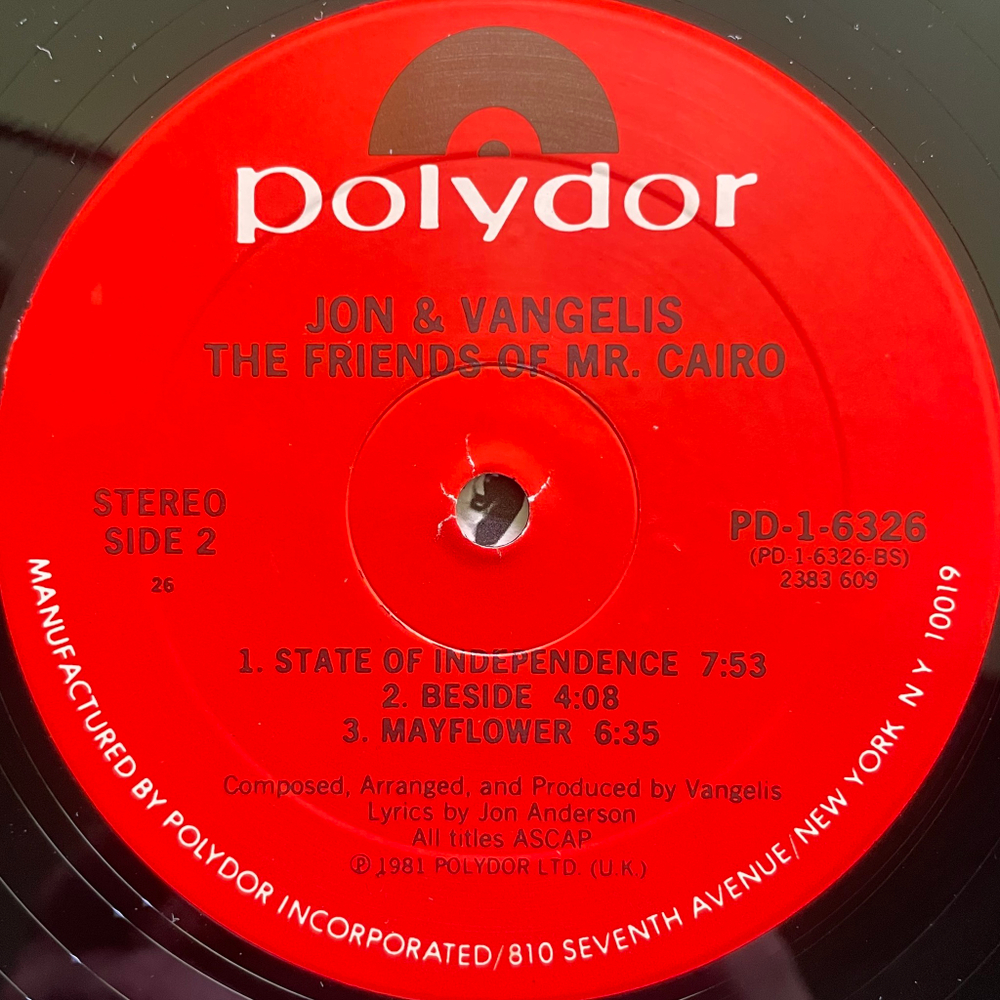 polydor
JON & VANGELIS
THE FRIENDS OF MR. CAIRO
STEREO
SIDE 2
26
PD-1-6326
(PD-1-6326-BS)
2383 609
1. STATE OF INDEPENDENCE 7:53
2. BESIDE 4:08
3. MAYFLOWER 6:35
Composed, Arranged, and Produced by Vangelis
Lyrics by Jon Anderson
All titles ASCAP
℗ 1981 POLYDOR LTD. (U.K.)
MANUFACTURED BY POLYDOR INCORPORATED/810 SEVENTH AVENUE/NEW YORK N Y 10019